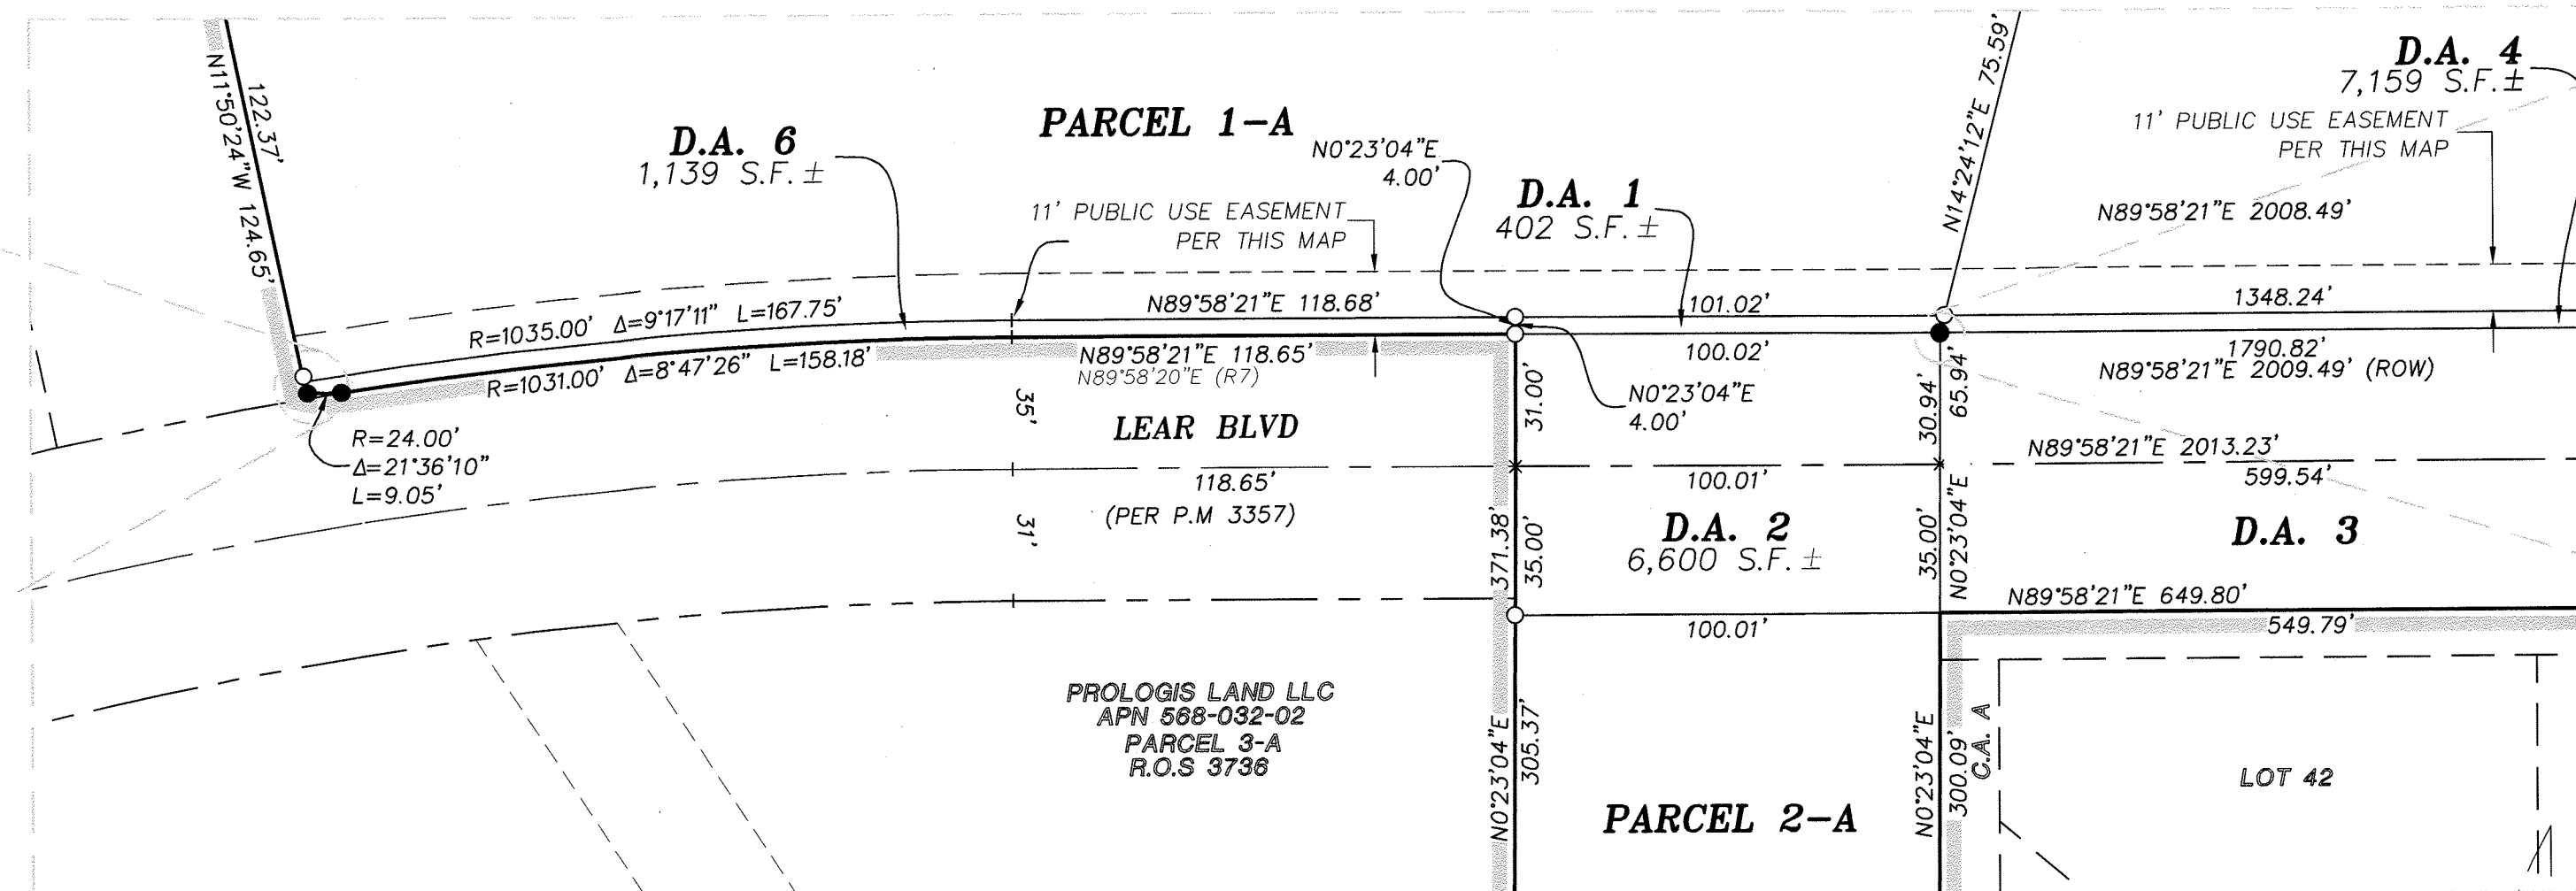 N11°50'24"W 124.65'
122.37'
D.A. 6
1,139 S.F. ±
PARCEL 1-A
N0°23'04"E
4.00'
11' PUBLIC USE EASEMENT
PER THIS MAP
D.A. 1
402 S.F. ±
N14°24'12"E 75.59'
D.A. 4
7,159 S.F. ±
11' PUBLIC USE EASEMENT
PER THIS MAP
N89°58'21"E 2008.49'
R=1035.00' Δ=9°17'11" L=167.75'
N89°58'21"E 118.68'
101.02'
1348.24'
R=1031.00' Δ=8°47'26" L=158.18'
N89°58'21"E 118.65'
N89°58'20"E (R7)
100.02'
1790.82'
N89°58'21"E 2009.49' (ROW)
R=24.00'
Δ=21°36'10"
L=9.05'
35'
LEAR BLVD
31.00'
N0°23'04"E
4.00'
30.94'
65.94'
N89°58'21"E 2013.23'
118.65'
(PER P.M 3357)
31'
100.01'
599.54'
371.38'
35.00'
D.A. 2
6,600 S.F. ±
35.00'
N0°23'04"E
D.A. 3
N89°58'21"E 649.80'
100.01'
549.79'
PROLOGIS LAND LLC
APN 568-032-02
PARCEL 3-A
R.O.S 3736
N0°23'04"E
305.37'
PARCEL 2-A
N0°23'04"E
300.09'
C.A. A
LOT 42